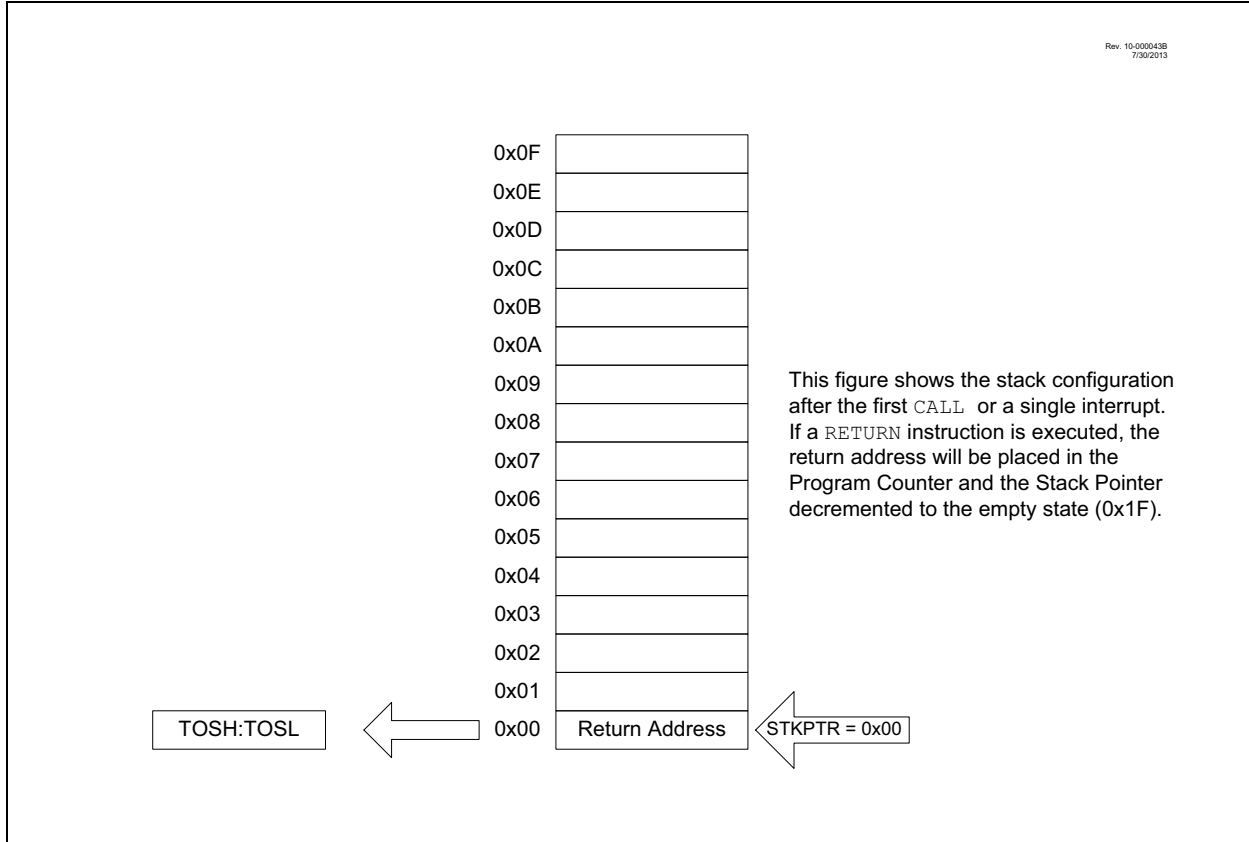 Rev. 10-000043B
7/30/2013
0x0F
0x0E
0x0D
0x0C
0x0B
0x0A
0x09
0x08
0x07
0x06
0x05
0x04
0x03
0x02
0x01
This figure shows the stack configuration
after the first CALL or a single interrupt.
If a RETURN instruction is executed, the
return address will be placed in the
Program Counter and the Stack Pointer
decremented to the empty state (0x1F).
TOSH:TOSL
0x00
Return Address
STKPTR = 0x00